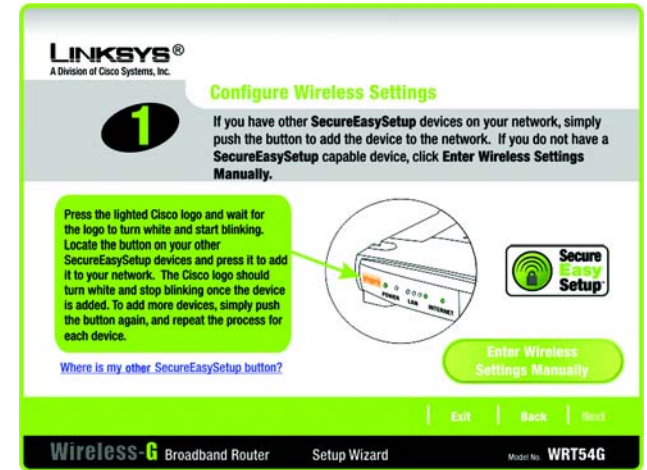 LINKSYS®
A Division of Cisco Systems, Inc.
Configure Wireless Settings
1
If you have other SecureEasySetup devices on your network, simply
push the button to add the device to the network. If you do not have a
SecureEasySetup capable device, click Enter Wireless Settings
Manually.
Press the lighted Cisco logo and wait for
the logo to turn white and start blinking.
Locate the button on your other
SecureEasySetup devices and press it to add
it to your network. The Cisco logo should
turn white and stop blinking once the device
is added. To add more devices, simply push
the button again, and repeat the process for
each device.
POWER LAN INTERNET
Secure
Easy
Setup™
Where is my other SecureEasySetup button?
Enter Wireless
Settings Manually
Exit Back Next
Wireless-G Broadband Router Setup Wizard Model No. WRT54G